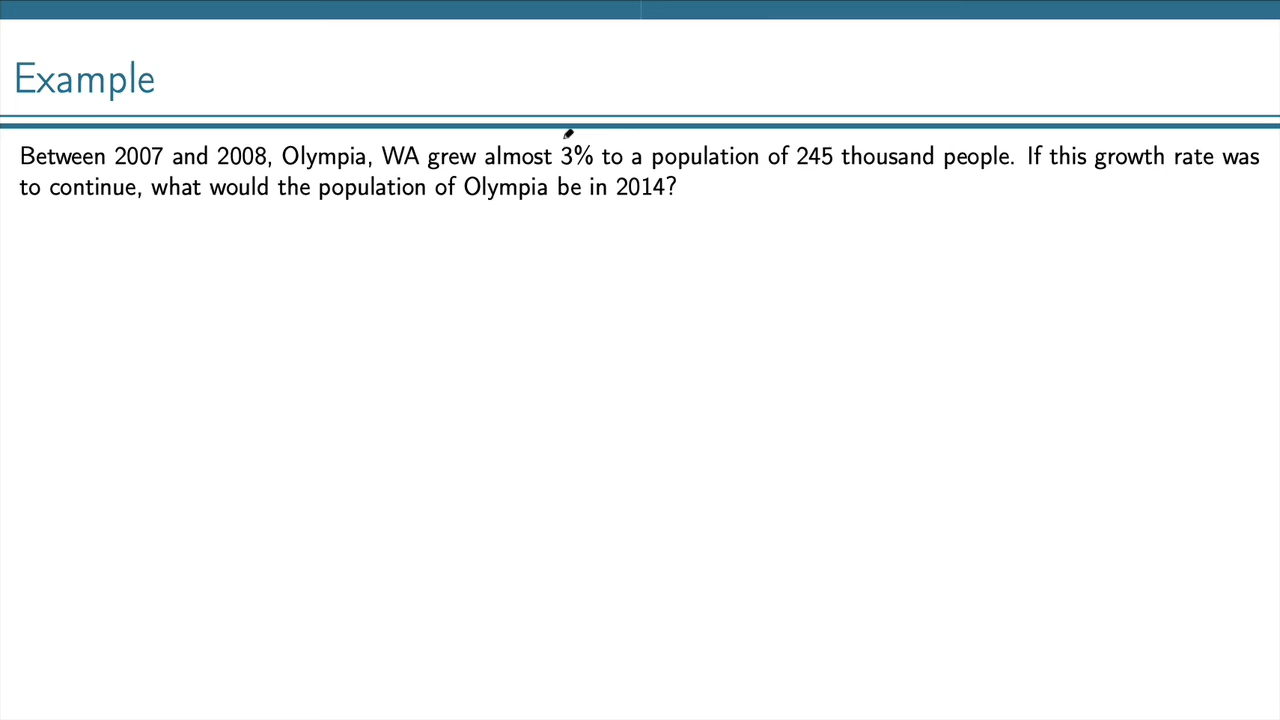 Example
Between 2007 and 2008, Olympia, WA grew almost 3% to a population of 245 thousand people. If this growth rate was
to continue, what would the population of Olympia be in 2014?